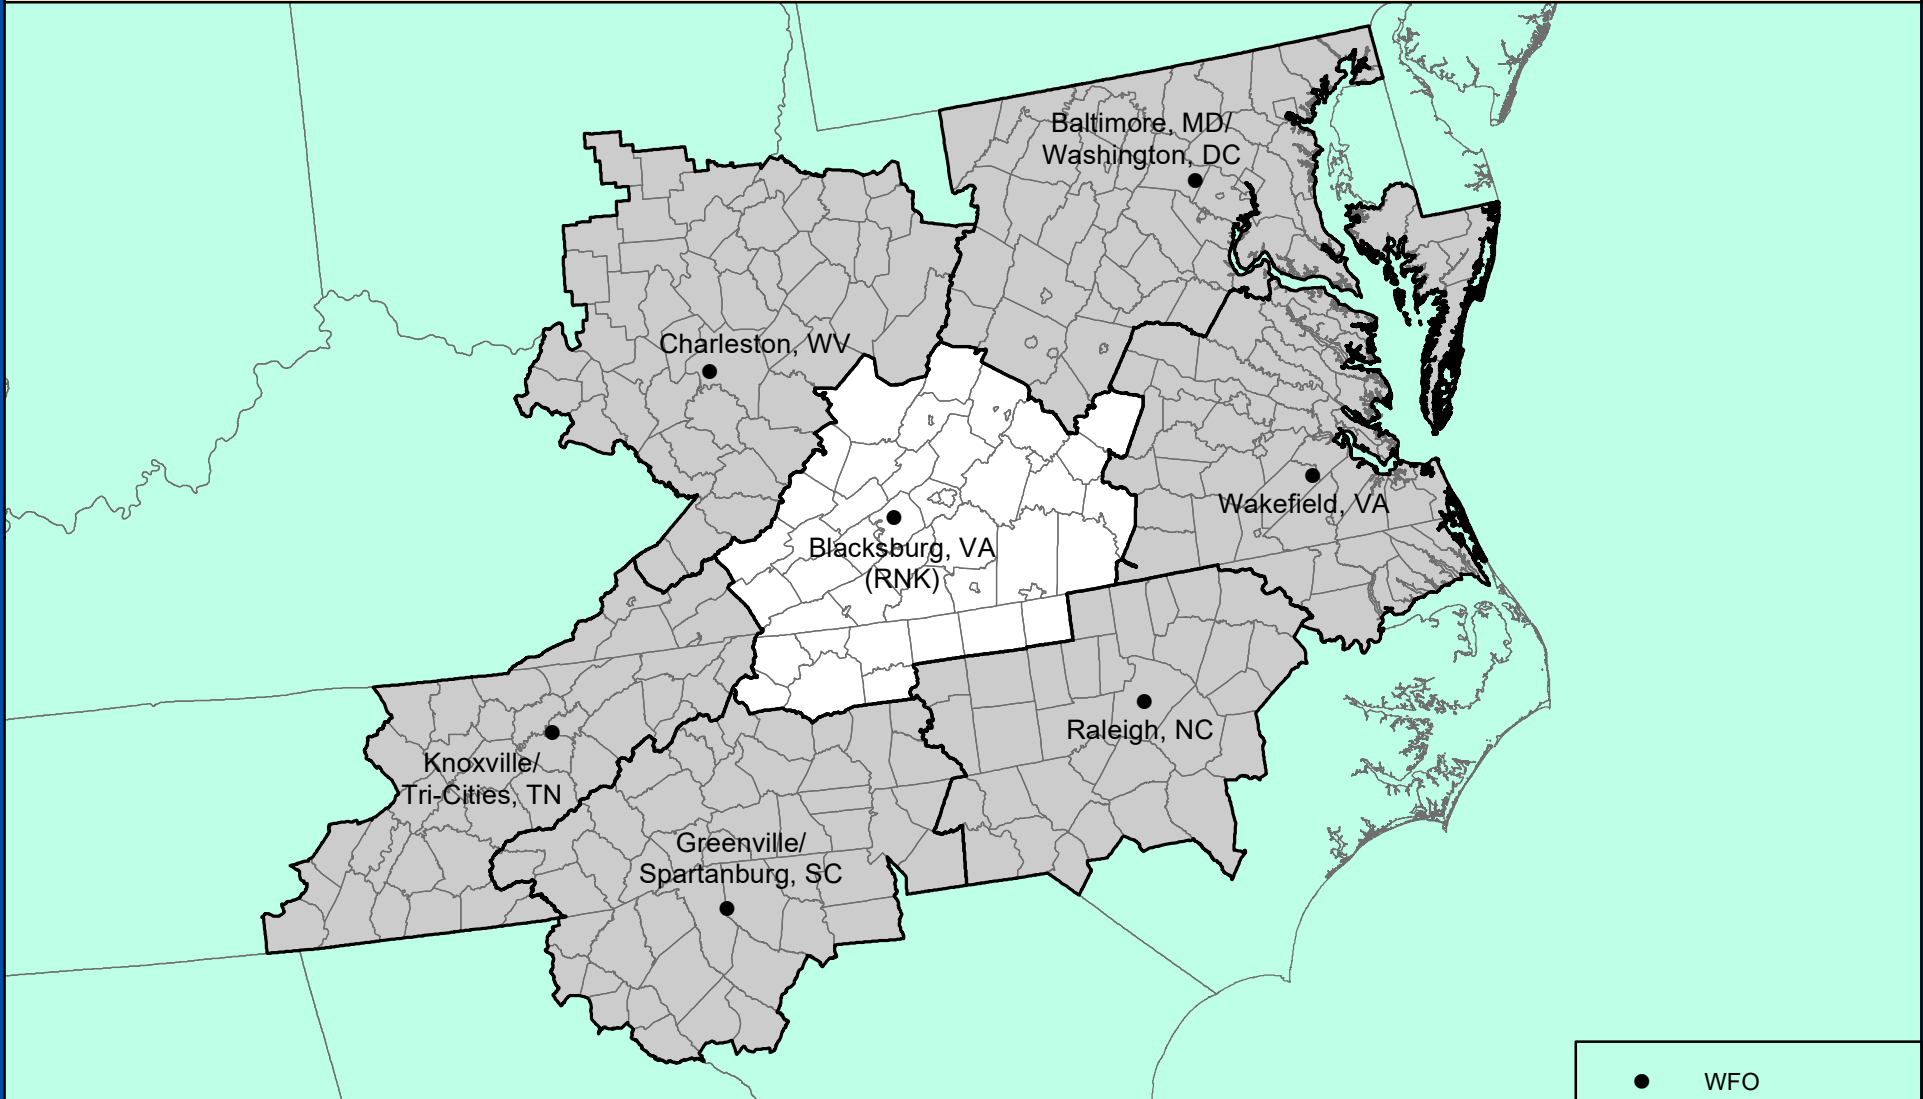 Baltimore, MD/
Washington, DC
Charleston, WV
Wakefield, VA
Blacksburg, VA
(RNK)
Raleigh, NC
Knoxville/
Tri-Cities, TN
Greenville/
Spartanburg, SC
WFO